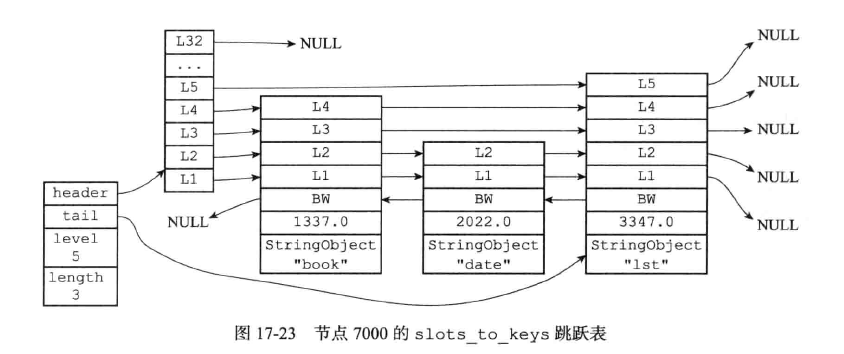 L32
NULL
...
L5
L4
L3
L2
L1
header
tail
level
5
length
3
NULL
L4
L3
L2
L1
BW
1337.0
StringObject
"book"
L2
L1
BW
2022.0
StringObject
"date"
L5
L4
L3
L2
L1
BW
3347.0
StringObject
"lst"
NULL
NULL
NULL
NULL
NULL
图 17-23 节点 7000 的 slots_to_keys 跳跃表